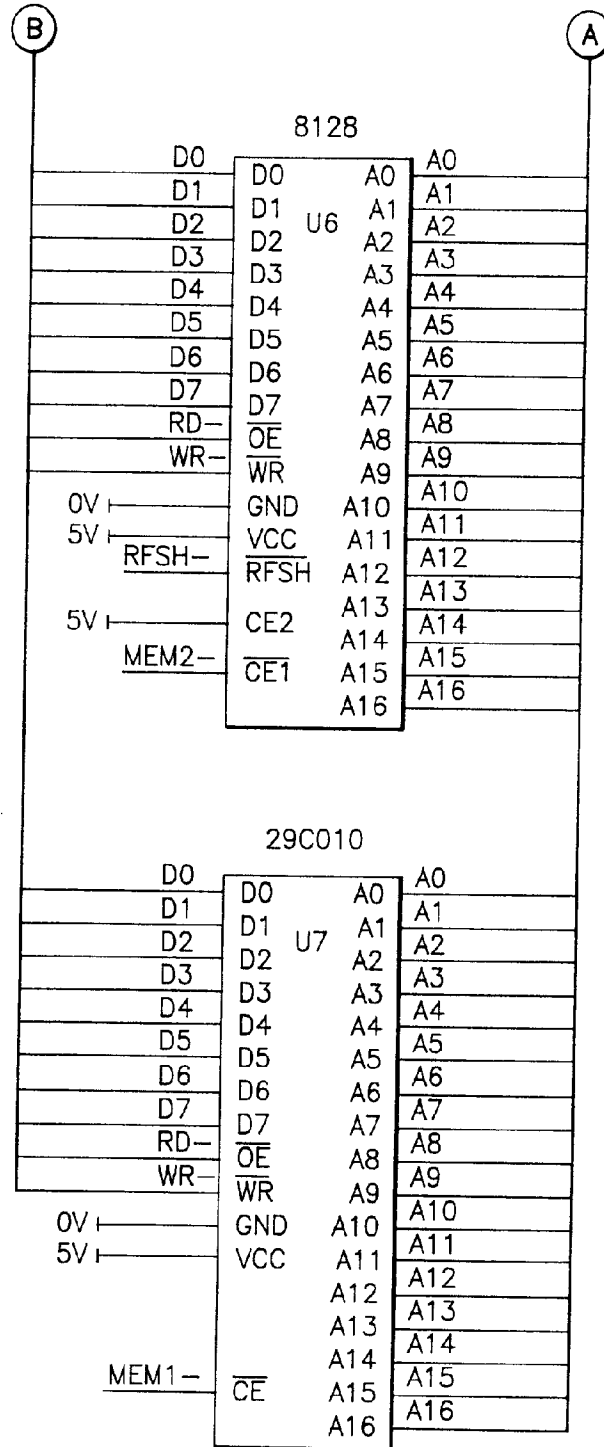 B A
8128
D0 D0 A0 A0
D1 D1 U6 A1 A1
D2 D2 A2 A2
D3 D3 A3 A3
D4 D4 A4 A4
D5 D5 A5 A5
D6 D6 A6 A6
D7 D7 A7 A7
RD- OE A8 A8
WR- WR A9 A9
0V GND A10 A10
5V VCC A11 A11
RFSH- RFSH A12 A12
A13 A13
5V CE2 A14 A14
MEM2- CE1 A15 A15
A16 A16
29C010
D0 D0 A0 A0
D1 D1 U7 A1 A1
D2 D2 A2 A2
D3 D3 A3 A3
D4 D4 A4 A4
D5 D5 A5 A5
D6 D6 A6 A6
D7 D7 A7 A7
RD- OE A8 A8
WR- WR A9 A9
0V GND A10 A10
5V VCC A11 A11
A12 A12
A13 A13
A14 A14
MEM1- CE A15 A15
A16 A16